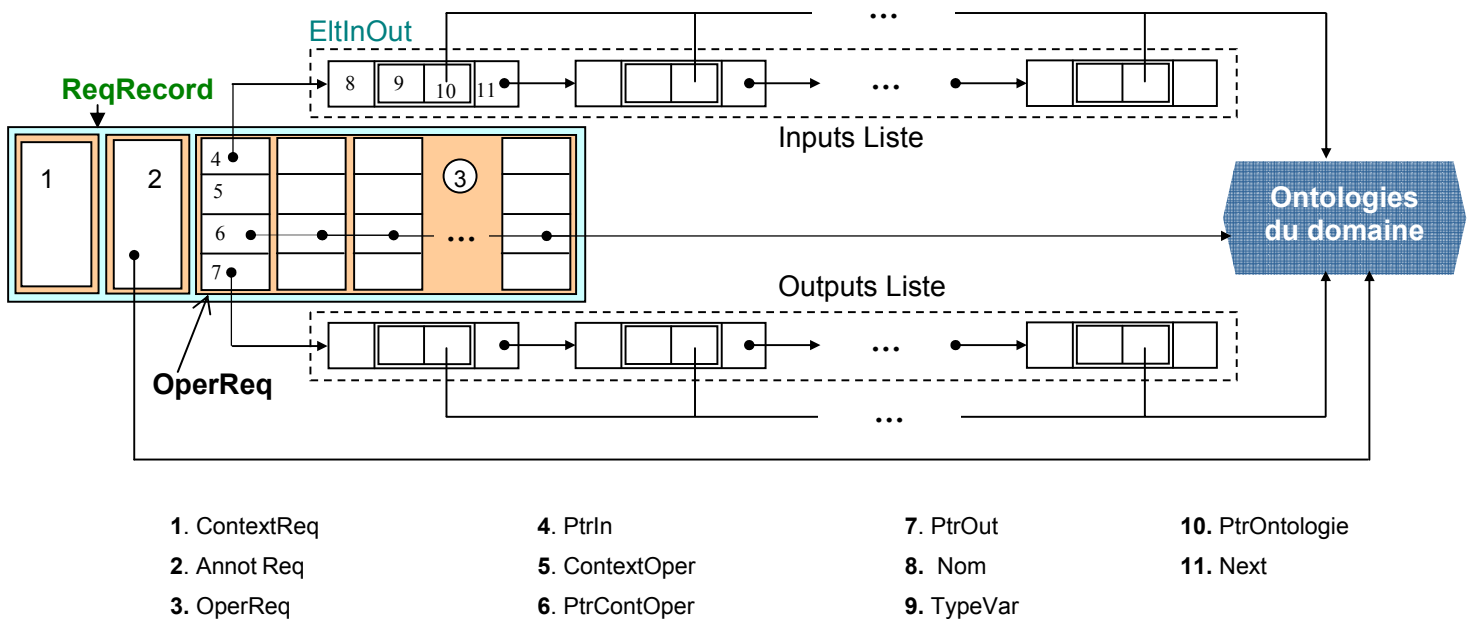 ...
EltInOut
ReqRecord
8 9 10 11
...
Inputs Liste
1 2 4 3
5
6 ...
7
Ontologies
du domaine
Outputs Liste
...
OperReq
...
1. ContextReq
2. Annot Req
3. OperReq
4. PtrIn
5. ContextOper
6. PtrContOper
7. PtrOut
8. Nom
9. TypeVar
10. PtrOntologie
11. Next